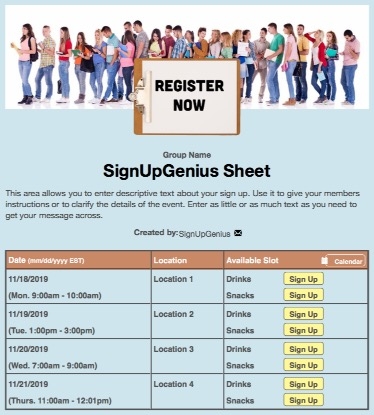 REGISTER
NOW
Group Name
SignUpGenius Sheet
This area allows you to enter descriptive text about your sign up. Use it to give your members
instructions or to clarify the details of the event. Enter as little or as much text as you need to
get your message across.
Created by: SignUpGenius
Date (mm/dd/yyyy EST) Location Available Slot Calendar
11/18/2019 Location 1 Drinks Sign Up
(Mon. 9:00am - 10:00am) Snacks Sign Up
11/19/2019 Location 2 Drinks Sign Up
(Tue. 1:00pm - 3:00pm) Snacks Sign Up
11/20/2019 Location 3 Drinks Sign Up
(Wed. 7:00am - 9:00am) Snacks Sign Up
11/21/2019 Location 4 Drinks Sign Up
(Thurs. 11:00am - 12:01pm) Snacks Sign Up